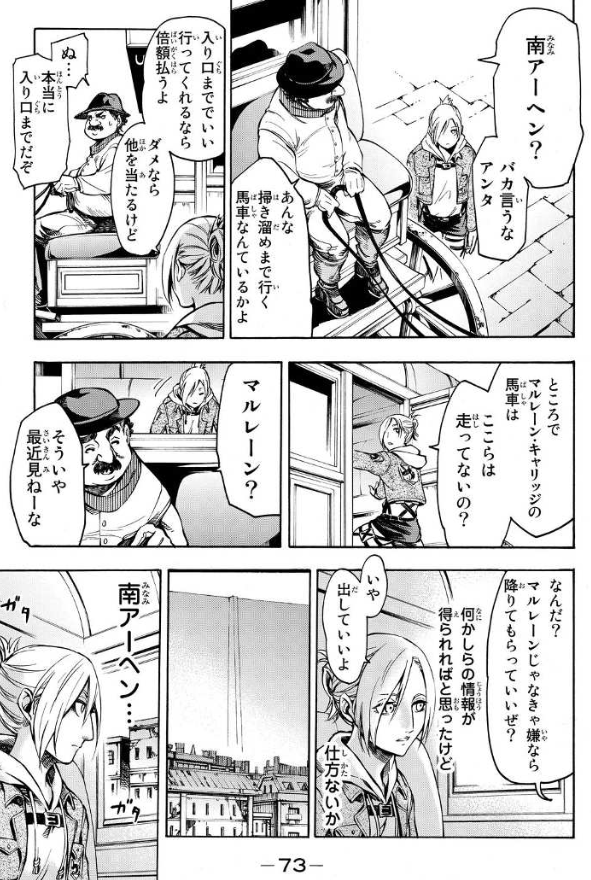 南アーヘン？
バカ言うな
アンタ
あんな
掃き溜めまで行く
馬車なんているかよ
入り口まででいい
行ってくれるなら
倍額払うよ
ダメなら
他を当たるけど
ぬ…
本当に
入り口までだぞ
ところで
マルレーン・キャリッジの
馬車は
ここらは
走ってないの？
マルレーン？
そういや
最近見ねーな
なんだ？
マルレーンじゃなきゃ嫌なら
降りてもらっていいぜ？
いや
出していいよ
何かしらの情報が
得られればと思ったけど
仕方ないか
南アーヘン…
ガタ
ガタ
－73－